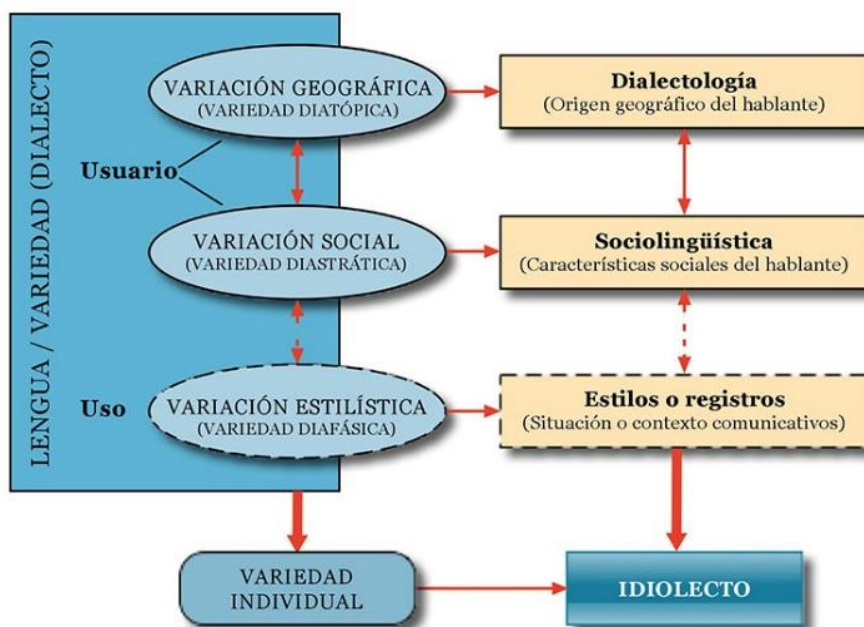 LENGUA / VARIEDAD (DIALECTO)
VARIACIÓN GEOGRÁFICA
(VARIEDAD DIATÓPICA)
Dialectología
(Origen geográfico del hablante)
Usuario
VARIACIÓN SOCIAL
(VARIEDAD DIASTRÁTICA)
Sociolingüística
(Características sociales del hablante)
Uso
VARIACIÓN ESTILÍSTICA
(VARIEDAD DIAFÁSICA)
Estilos o registros
(Situación o contexto comunicativos)
VARIEDAD
INDIVIDUAL
IDIOLECTO